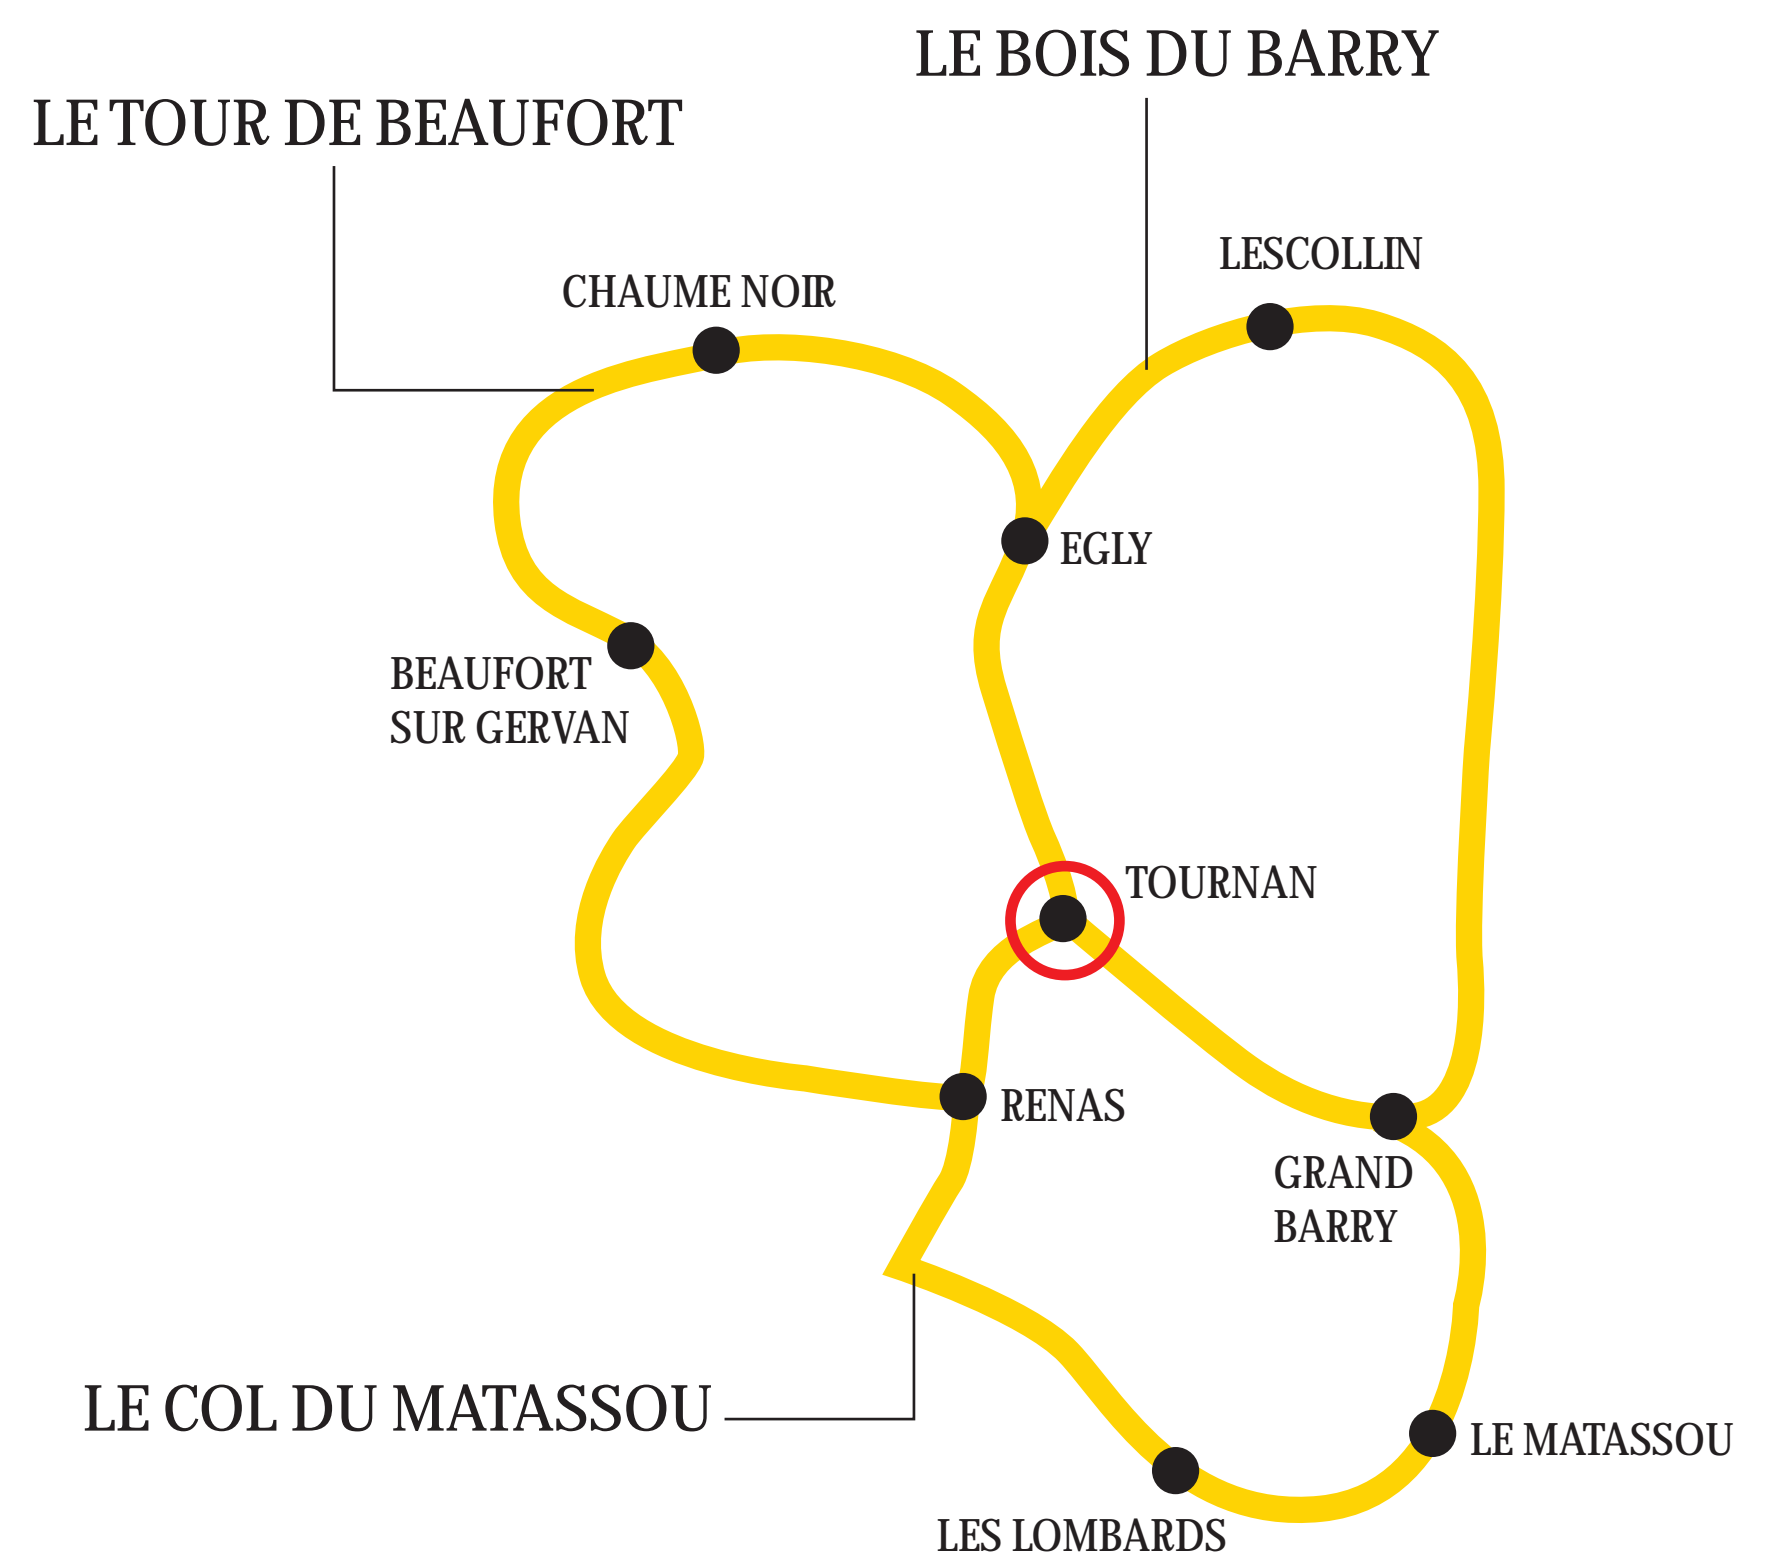 LE BOIS DU BARRY
LE TOUR DE BEAUFORT
LESCOLLIN
CHAUME NOIR
EGLY
BEAUFORT
SUR GERVAN
TOURNAN
RENAS
GRAND
BARRY
LE COL DU MATASSOU
LE MATASSOU
LES LOMBARDS